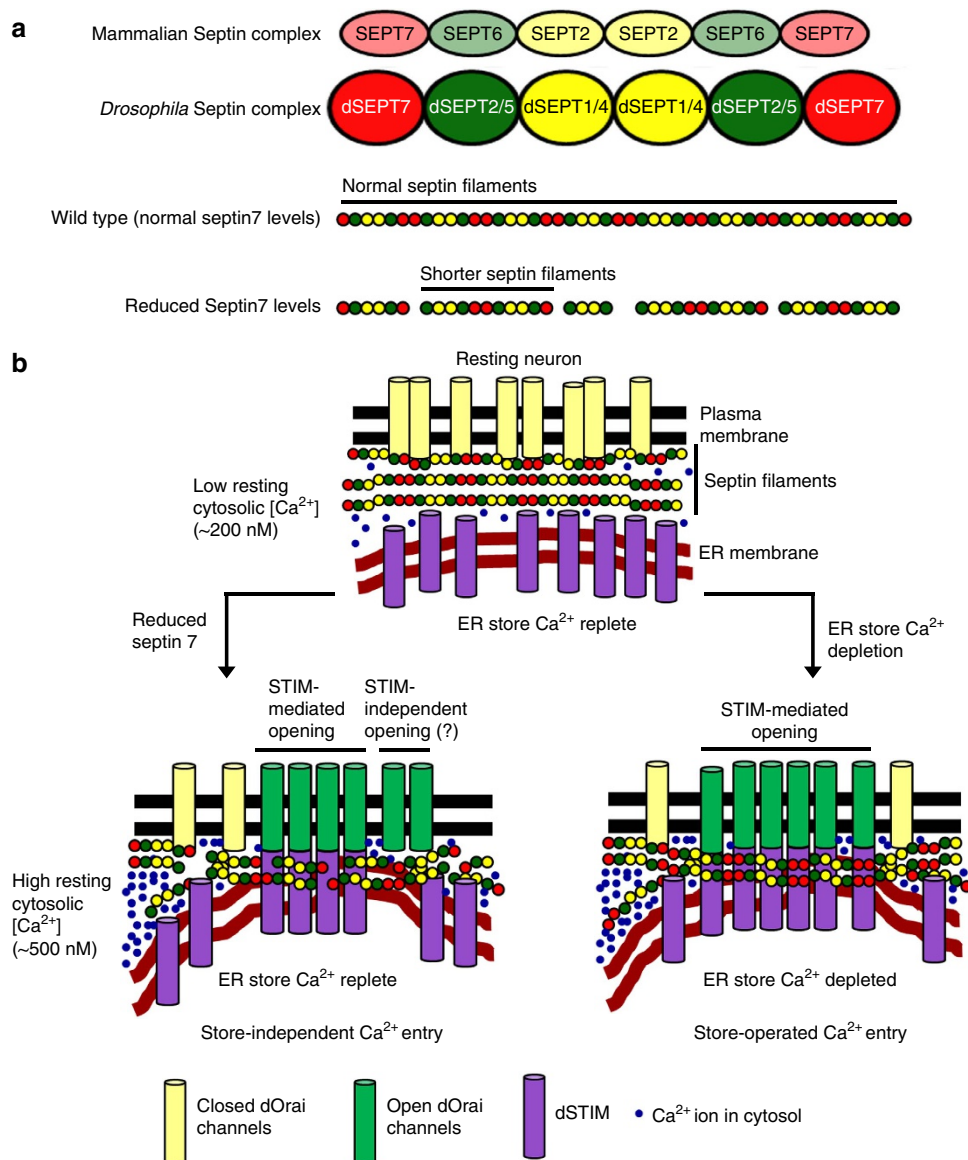 a
Mammalian Septin complex
SEPT7 SEPT6 SEPT2 SEPT2 SEPT6 SEPT7
Drosophila Septin complex
dSEPT7 dSEPT2/5 dSEPT1/4 dSEPT1/4 dSEPT2/5 dSEPT7
Normal septin filaments
Wild type (normal septin7 levels)
Shorter septin filaments
Reduced Septin7 levels
b
Resting neuron
Plasma
membrane
Septin filaments
Low resting
cytosolic [Ca²⁺]
(~200 nM)
ER membrane
ER store Ca²⁺ replete
Reduced
septin 7
ER store Ca²⁺
depletion
STIM-
mediated
opening
STIM-
independent
opening (?)
STIM-mediated
opening
High resting
cytosolic
[Ca²⁺]
(~500 nM)
ER store Ca²⁺ replete
ER store Ca²⁺ depleted
Store-independent Ca²⁺ entry
Store-operated Ca²⁺ entry
Closed dOrai
channels
Open dOrai
channels
dSTIM
Ca²⁺ ion in cytosol